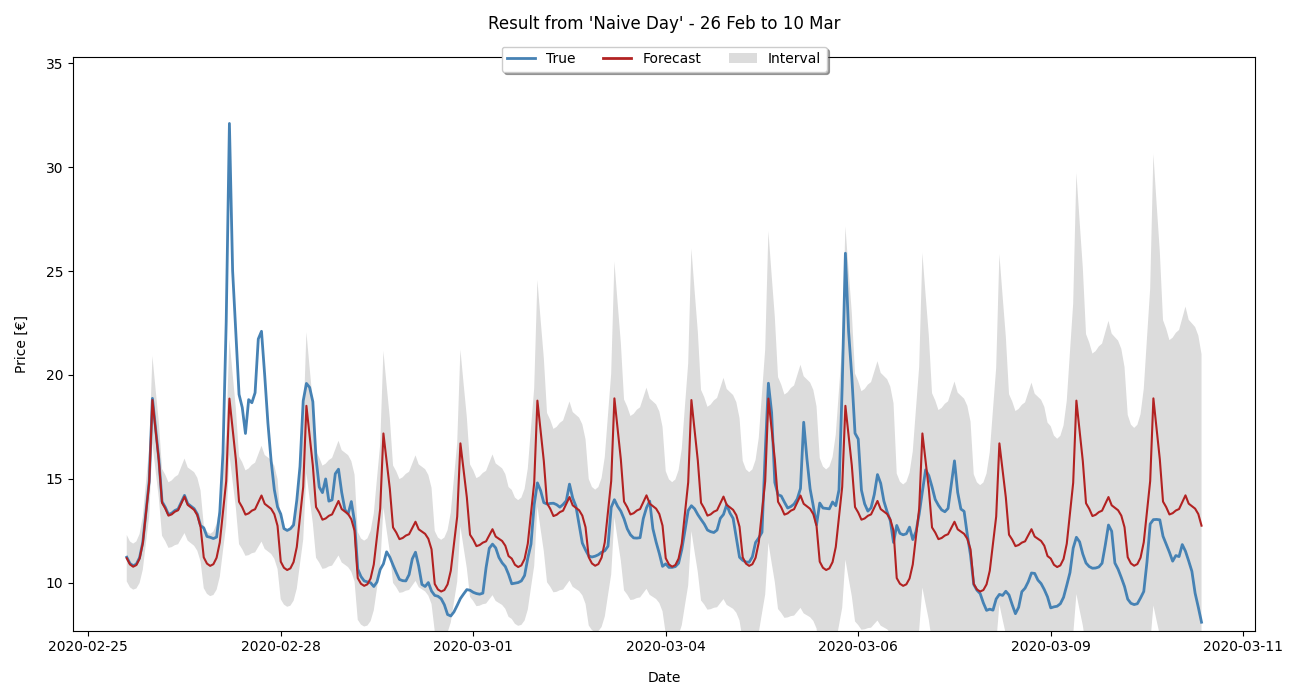 Result from 'Naive Day' - 26 Feb to 10 Mar
True
Forecast
Interval
35
30
25
20
15
10
Price [€]
2020-02-25
2020-02-28
2020-03-01
2020-03-04
2020-03-06
2020-03-09
2020-03-11
Date